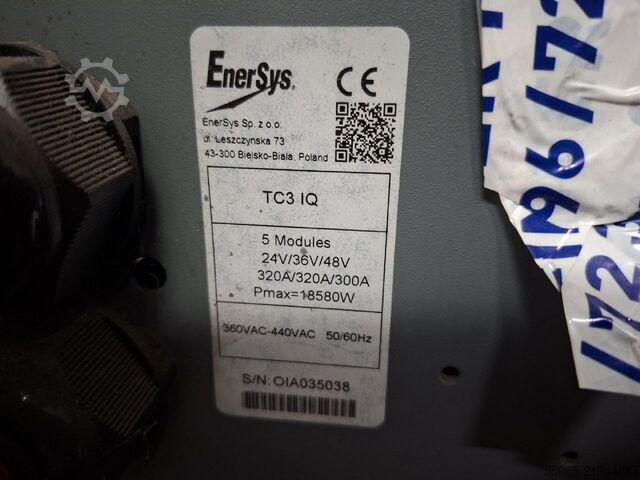 EnerSys.
CE
EnerSys Sp. z o.o.
ul. Leszczynska 73
43-300 Bielsko-Biala, Poland
TC3 IQ
5 Modules
24V/36V/48V
320A/320A/300A
Pmax=18580W
360VAC-440VAC 50/60Hz
S/N: OIA035038